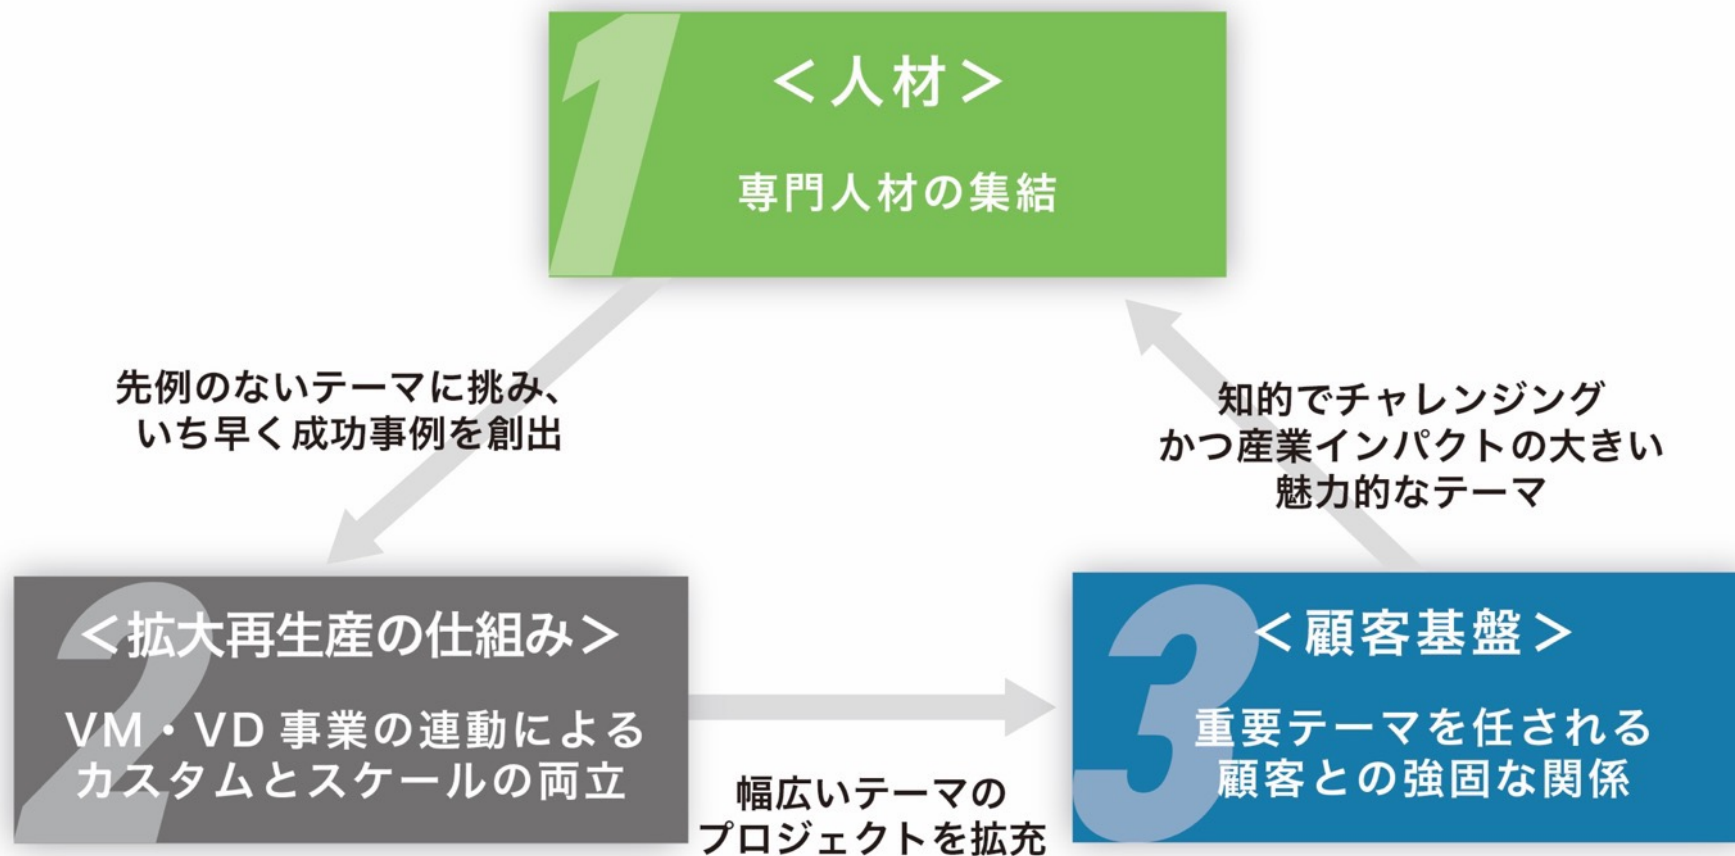 1
＜人材＞
専門人材の集結
先例のないテーマに挑み、
いち早く成功事例を創出
知的でチャレンジング
かつ産業インパクトの大きい
魅力的なテーマ
2
＜拡大再生産の仕組み＞
VM・VD 事業の連動による
カスタムとスケールの両立
幅広いテーマの
プロジェクトを拡充
3
＜顧客基盤＞
重要テーマを任される
顧客との強固な関係